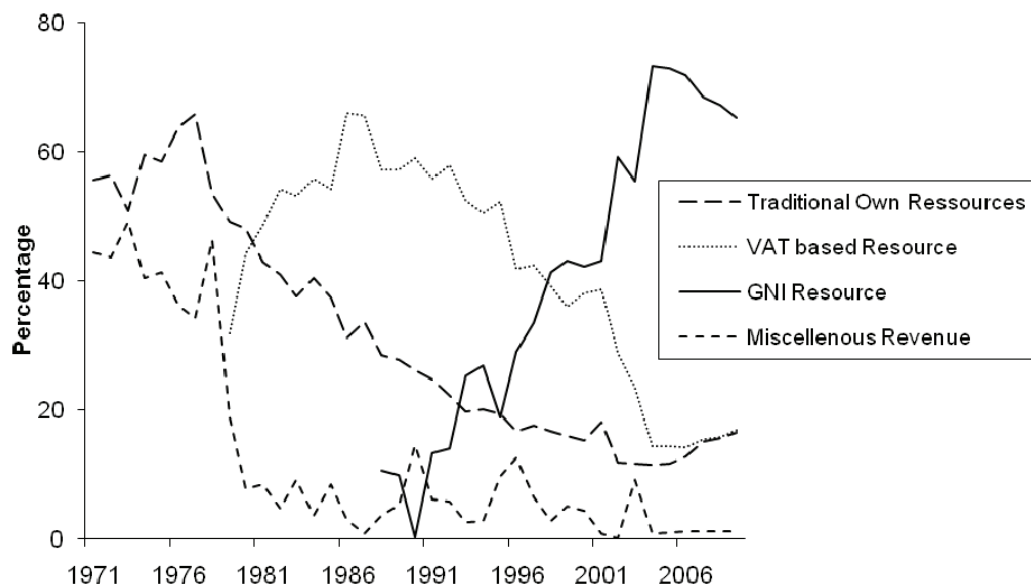 80
60
40
20
0
Percentage
1971 1976 1981 1986 1991 1996 2001 2006
Traditional Own Ressources
VAT based Resource
GNI Resource
Miscellenous Revenue